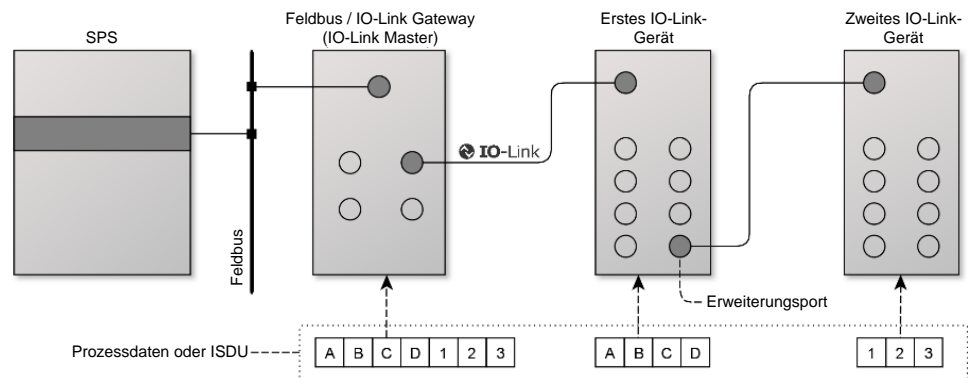 SPS
Feldbus / IO-Link Gateway
(IO-Link Master)
Erstes IO-Link-
Gerät
Zweites IO-Link-
Gerät
IO-Link
Feldbus
Erweiterungsport
Prozessdaten oder ISDU
A B C D 1 2 3
A B C D
1 2 3